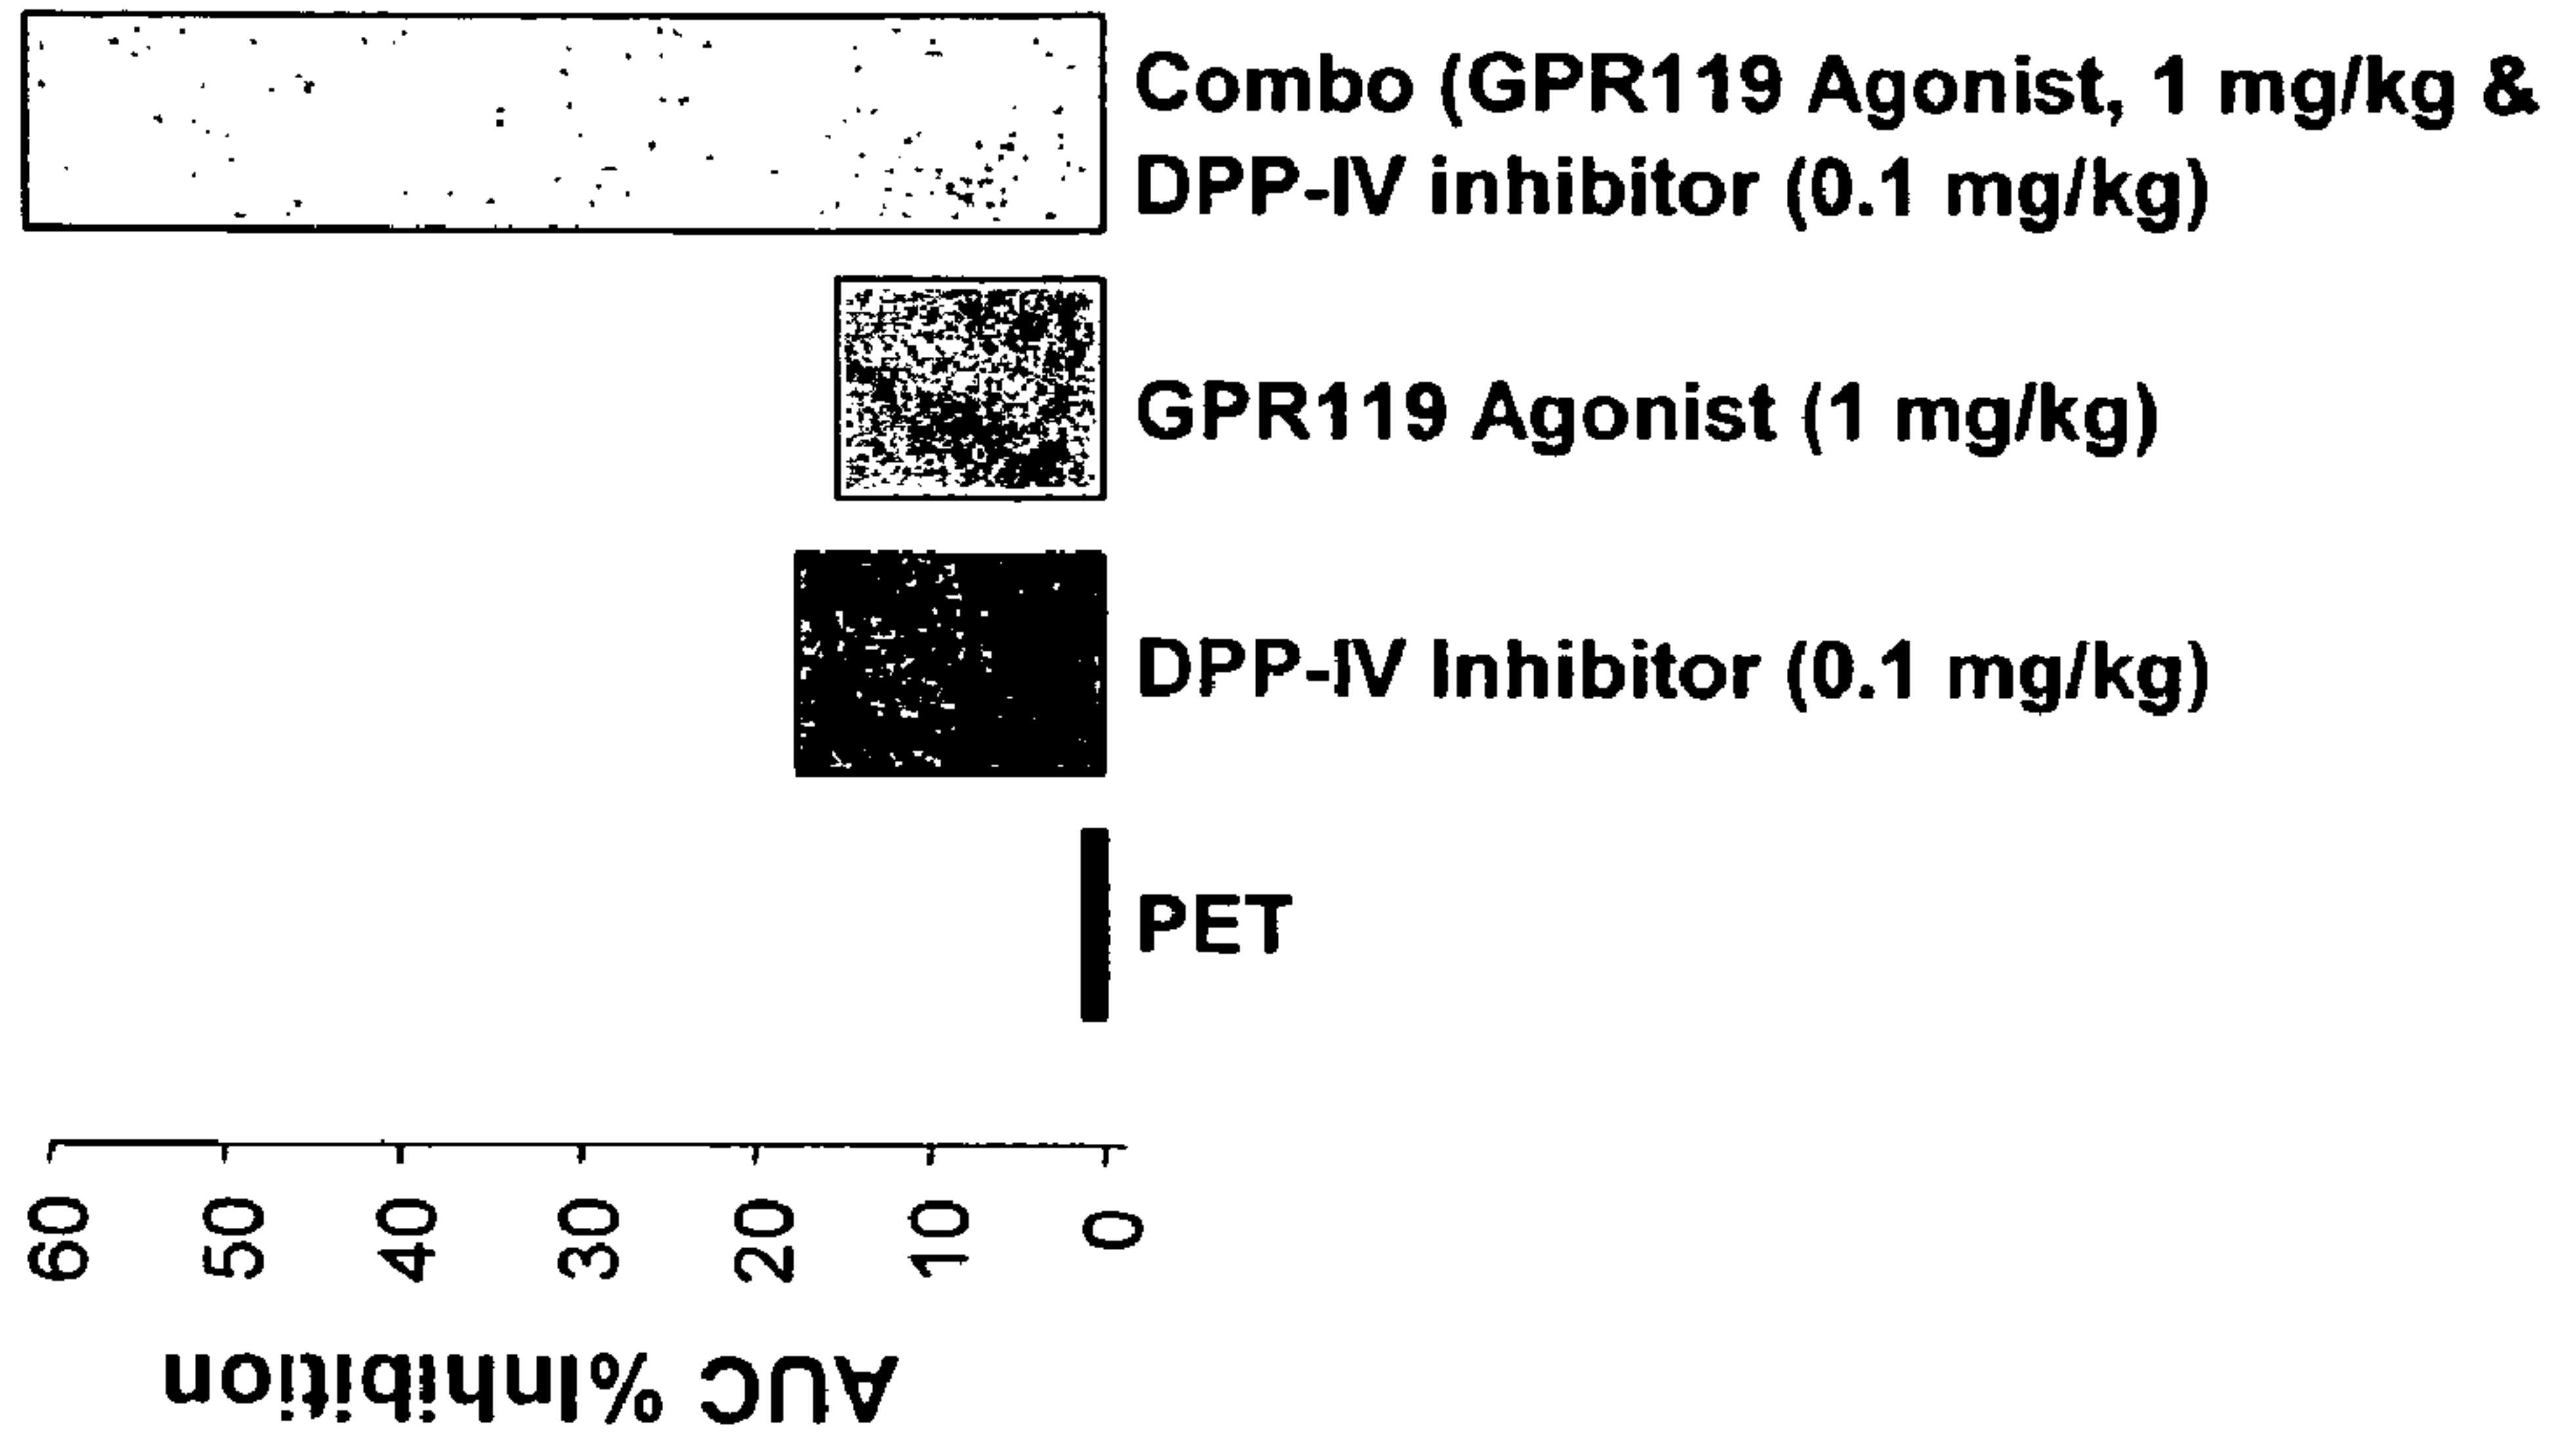 Combo (GPR119 Agonist, 1 mg/kg &
DPP-IV inhibitor (0.1 mg/kg)
GPR119 Agonist (1 mg/kg)
DPP-IV Inhibitor (0.1 mg/kg)
PET
60 50 40 30 20 10 0
AUC %Inhibition